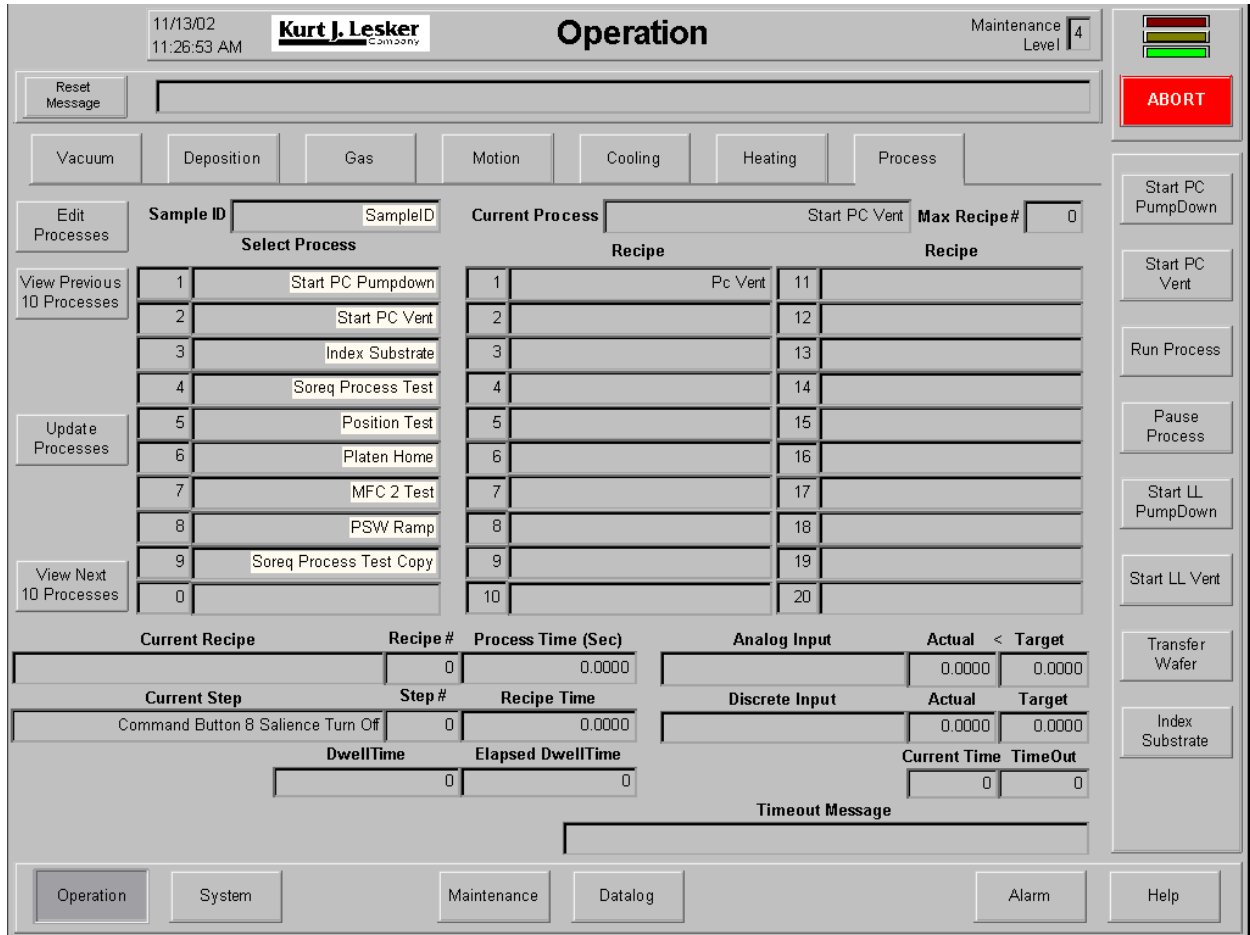 11/13/02
11:26:53 AM
Kurt J. Lesker
Company
Operation
Maintenance
Level
4
Reset
Message
ABORT
Vacuum
Deposition
Gas
Motion
Cooling
Heating
Process
Edit
Processes
Sample ID
SampleID
Current Process
Start PC Vent
Max Recipe#
0
Select Process
Recipe
Recipe
View Previous
10 Processes
Update
Processes
View Next
10 Processes
1 Start PC Pumpdown
2 Start PC Vent
3 Index Substrate
4 Soreq Process Test
5 Position Test
6 Platen Home
7 MFC 2 Test
8 PSW Ramp
9 Soreq Process Test Copy
0
1 Pc Vent
2
3
4
5
6
7
8
9
10
11
12
13
14
15
16
17
18
19
20
Current Recipe
Recipe #
0
Process Time (Sec)
0.0000
Analog Input
Actual < Target
0.0000
0.0000
Current Step
Command Button 8 Salience Turn Off
Step #
0
Recipe Time
0.0000
Discrete Input
Actual
0.0000
Target
0.0000
DwellTime
0
Elapsed DwellTime
0
Current Time
0
TimeOut
0
Timeout Message
Start PC
PumpDown
Start PC
Vent
Run Process
Pause
Process
Start LL
PumpDown
Start LL Vent
Transfer
Wafer
Index
Substrate
Operation
System
Maintenance
Datalog
Alarm
Help